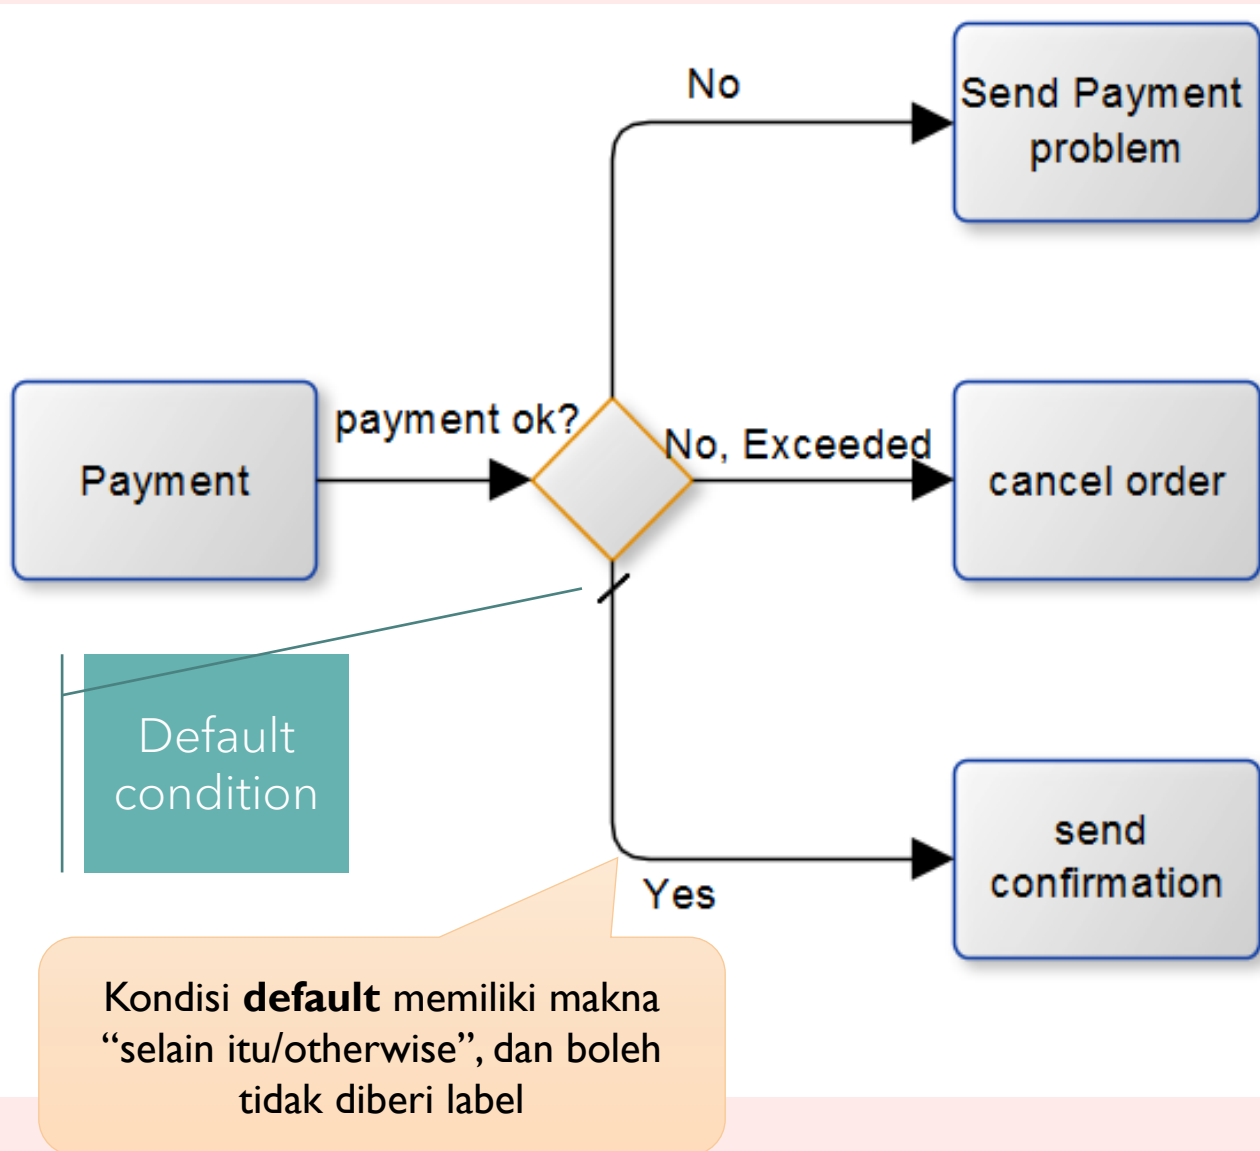 No
Send Payment
problem
payment ok?
Payment
No, Exceeded
cancel order
Default
condition
send
confirmation
Yes
Kondisi default memiliki makna
“selain itu/otherwise”, dan boleh
tidak diberi label